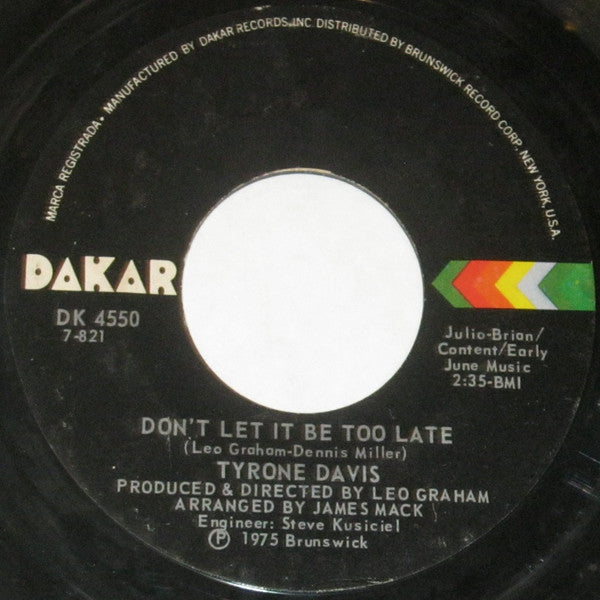 MARCA REGISTRADA • MANUFACTURED BY DAKAR RECORDS, INC DISTRIBUTED BY BRUNSWICK RECORD CORP. NEW YORK, U.S.A.
DAKAR
DK 4550
7-821
Julio-Brian/
Content/Early
June Music
2:35-BMI
DON'T LET IT BE TOO LATE
(Leo Graham-Dennis Miller)
TYRONE DAVIS
PRODUCED & DIRECTED BY LEO GRAHAM
ARRANGED BY JAMES MACK
Engineer: Steve Kusiciel
Ⓟ 1975 Brunswick